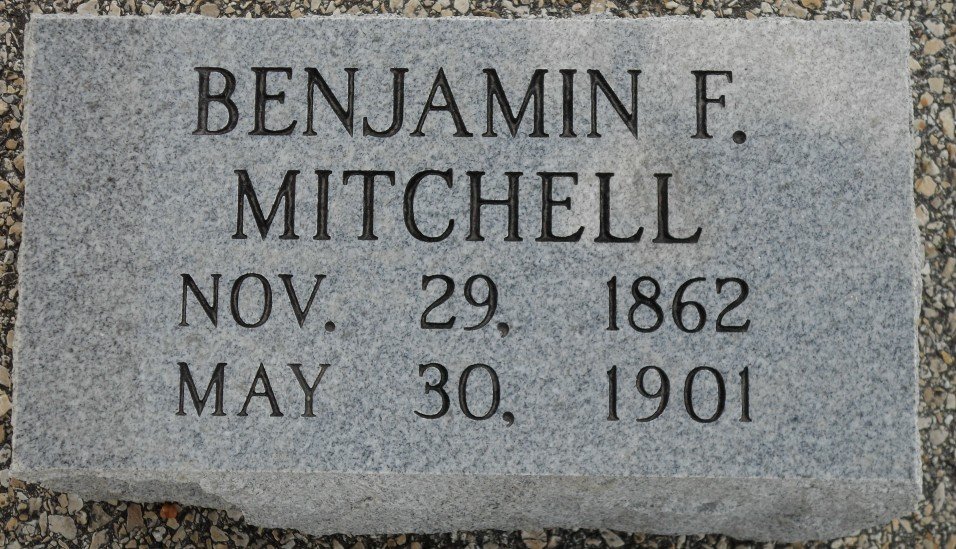 BENJAMIN F.
MITCHELL
NOV. 29, 1862
MAY 30, 1901